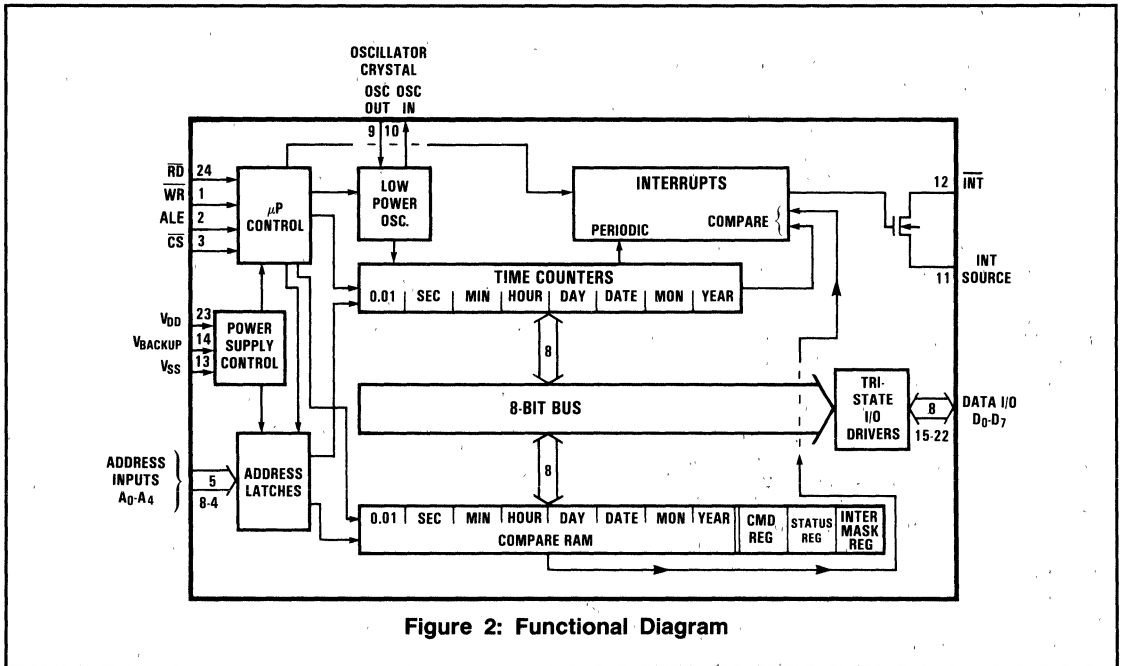 OSCILLATOR
CRYSTAL
OSC OSC
OUT IN
9 10
R̅D̅ 24
W̅R̅ 1
ALE 2
C̅S̅ 3
μP
CONTROL
LOW
POWER
OSC.
INTERRUPTS
COMPARE {
PERIODIC
12 I̅N̅T̅
INT
11 SOURCE
TIME COUNTERS
0.01 SEC MIN HOUR DAY DATE MON YEAR
VDD 23
VBACKUP 14
VSS 13
POWER
SUPPLY
CONTROL
8
8-BIT BUS
TRI-
STATE
I/O
DRIVERS
8
15-22
DATA I/O
D0-D7
8
ADDRESS
INPUTS
A0-A4
5
8-4
ADDRESS
LATCHES
0.01 SEC MIN HOUR DAY DATE MON YEAR
COMPARE RAM
CMD
REG
STATUS
REG
INTER
MASK
REG
Figure 2: Functional Diagram